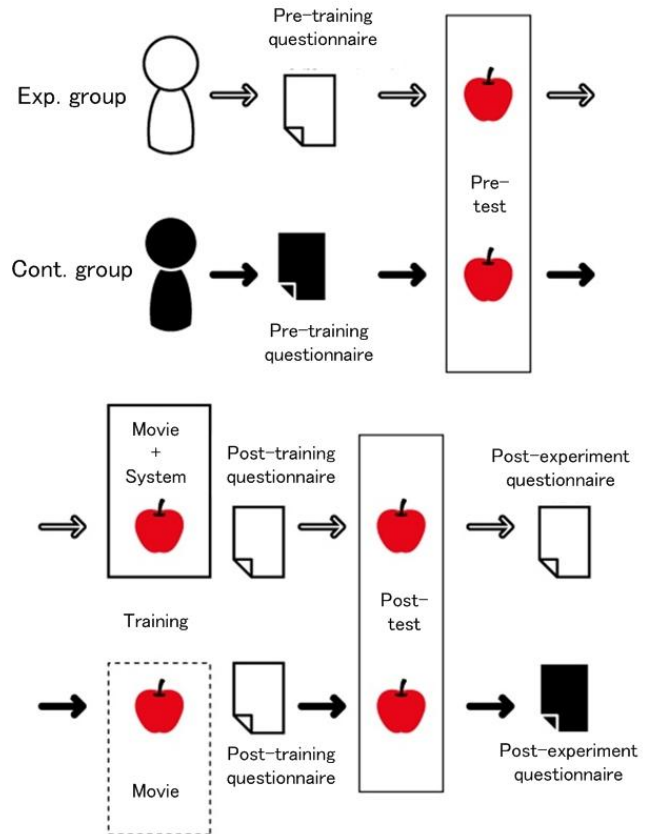 Pre-training
questionnaire
Exp. group
Pre-
test
Cont. group
Pre-training
questionnaire
Movie
+
System
Post-training
questionnaire
Post-experiment
questionnaire
Training
Post-
test
Movie
Post-training
questionnaire
Post-experiment
questionnaire